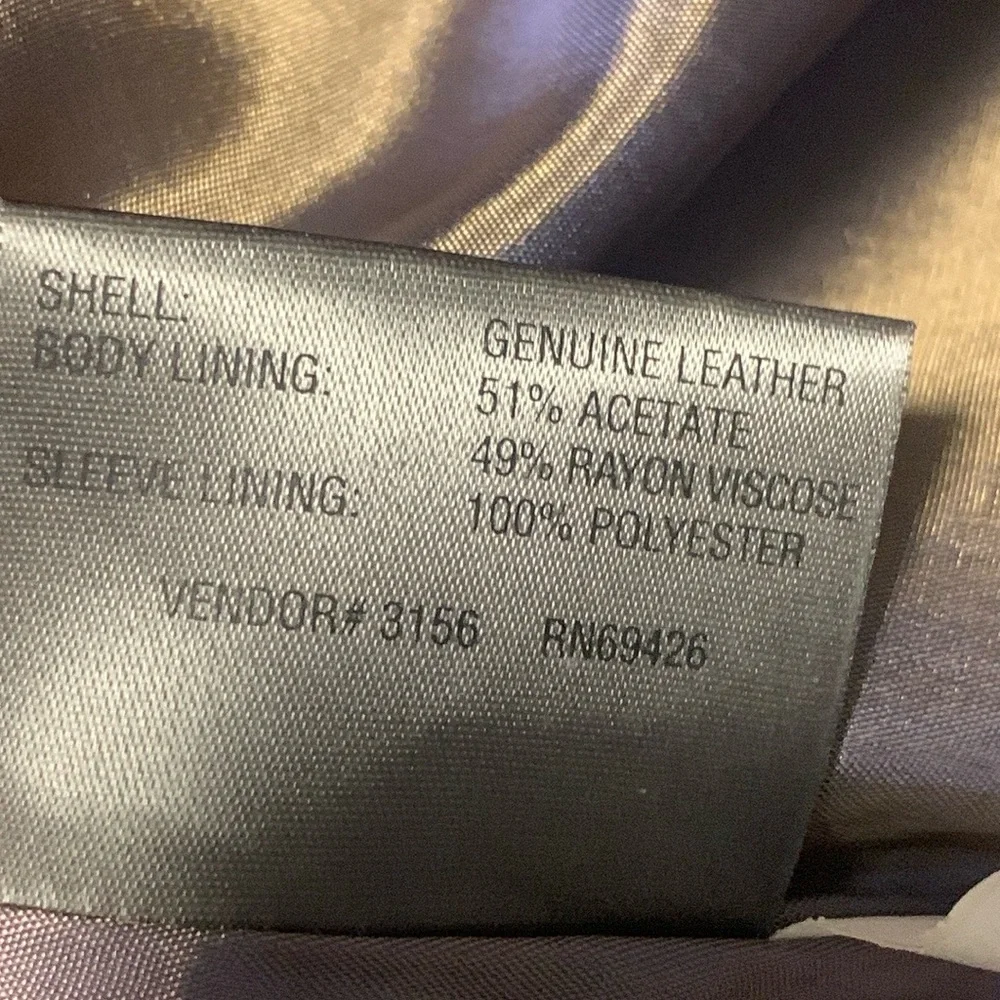 SHELL: GENUINE LEATHER
BODY LINING: 51% ACETATE
49% RAYON VISCOSE
SLEEVE LINING: 100% POLYESTER
VENDOR# 3156 RN69426